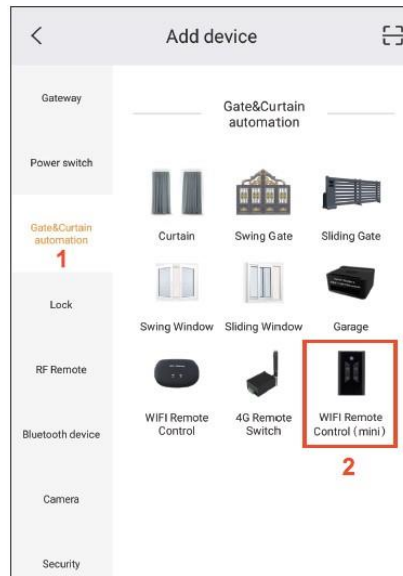 Add device
Gateway
Power switch
Gate&Curtain
automation
1
Lock
RF Remote
Bluetooth device
Camera
Security
Gate&Curtain
automation
Curtain
Swing Gate
Sliding Gate
Swing Window
Sliding Window
Garage
WIFI Remote
Control
4G Remote
Switch
WIFI Remote
Control (mini)
2